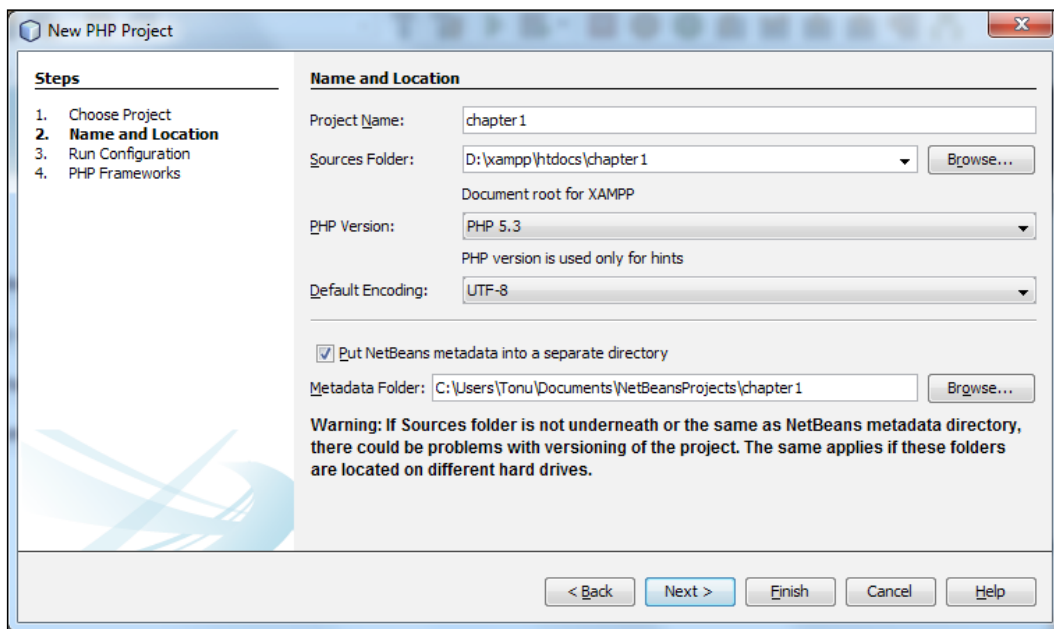 New PHP Project
Steps
1. Choose Project
2. Name and Location
3. Run Configuration
4. PHP Frameworks
Name and Location
Project Name: chapter1
Sources Folder: D:\xampp\htdocs\chapter1 Browse...
Document root for XAMPP
PHP Version: PHP 5.3
PHP version is used only for hints
Default Encoding: UTF-8
Put NetBeans metadata into a separate directory
Metadata Folder: C:\Users\Tonu\Documents\NetBeansProjects\chapter1 Browse...
Warning: If Sources folder is not underneath or the same as NetBeans metadata directory,
there could be problems with versioning of the project. The same applies if these folders
are located on different hard drives.
< Back Next > Finish Cancel Help